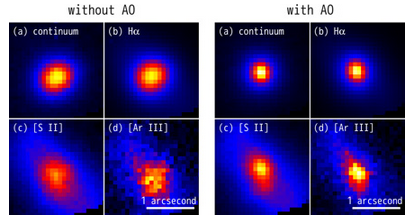 without AO
with AO
(a) continuum
(b) Hα
(a) continuum
(b) Hα
(c) [S II]
(d) [Ar III]
(c) [S II]
(d) [Ar III]
1 arcsecond
1 arcsecond